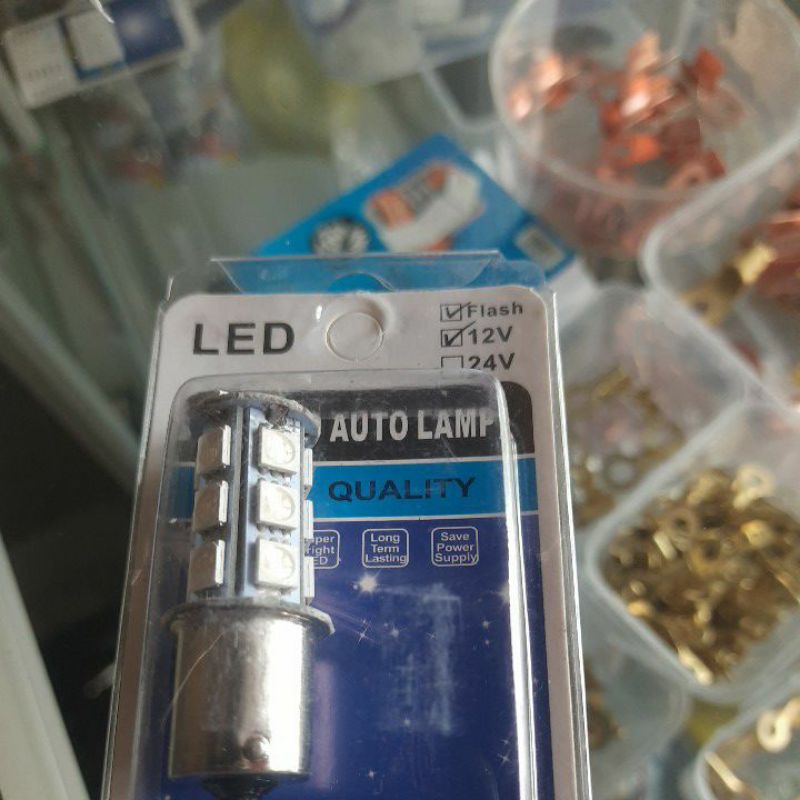 LED
Flash
12V
24V
AUTO LAMP
QUALITY
Long
Term
Lasting
Save
Power
Supply